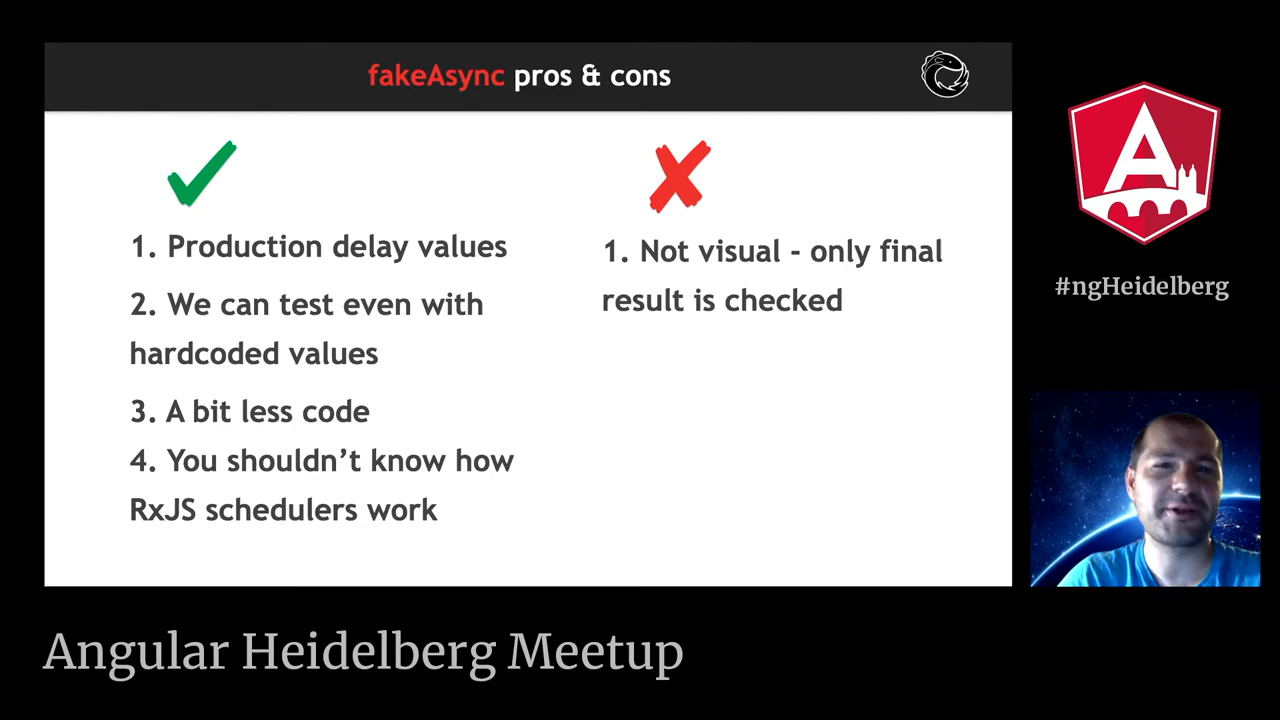 fakeAsync pros & cons
1. Production delay values
2. We can test even with
hardcoded values
3. A bit less code
4. You shouldn't know how
RxJS schedulers work
1. Not visual - only final
result is checked
A
#ngHeidelberg
Angular Heidelberg Meetup